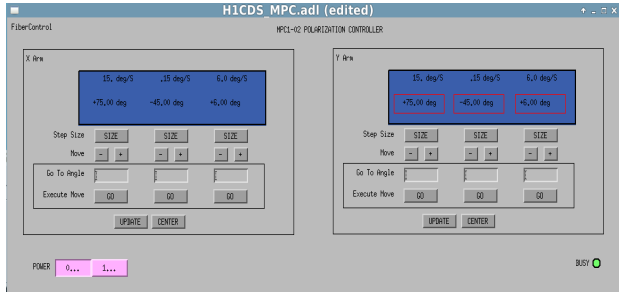 H1CDS_MPC.adl (edited)
FiberControl
MPC1-02 POLARIZATION CONTROLLER
X Arm
15. deg/S .15 deg/S 6.0 deg/S
+75.00 deg -45.00 deg +6.00 deg
Step Size SIZE SIZE SIZE
Move - + - + - +
Go To Angle
Execute Move GO GO GO
UPDATE CENTER
Y Arm
15. deg/S .15 deg/S 6.0 deg/S
+75.00 deg -45.00 deg +6.00 deg
Step Size SIZE SIZE SIZE
Move - + - + - +
Go To Angle
Execute Move GO GO GO
UPDATE CENTER
POWER 0... 1...
BUSY